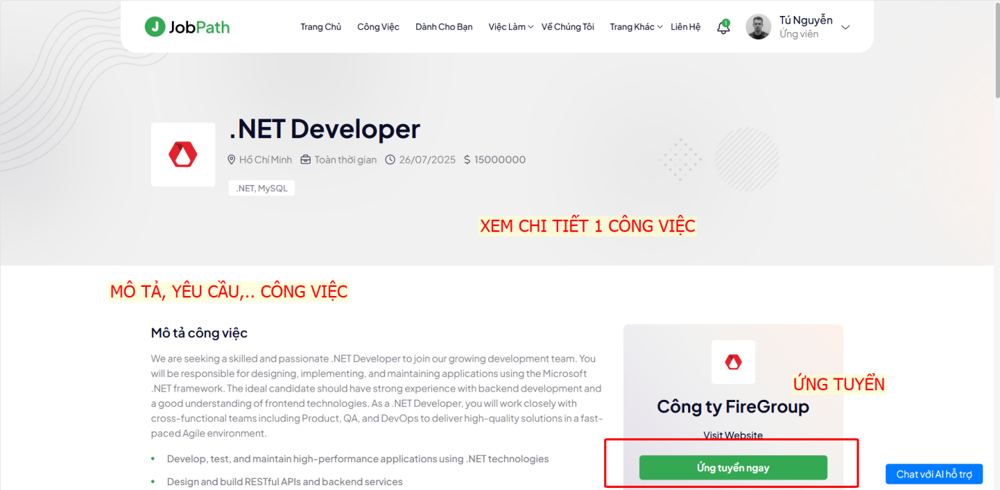 J JobPath
Trang Chủ Công Việc Dành Cho Bạn Việc Làm Về Chúng Tôi Trang Khác Liên Hệ 1 Tú Nguyễn
Ứng viên
.NET Developer
Hồ Chí Minh Toàn thời gian 26/07/2025 $ 15000000
.NET, MySQL
XEM CHI TIẾT 1 CÔNG VIỆC
MÔ TẢ, YÊU CẦU,.. CÔNG VIỆC
Mô tả công việc
We are seeking a skilled and passionate .NET Developer to join our growing development team. You
will be responsible for designing, implementing, and maintaining applications using the Microsoft
.NET framework. The ideal candidate should have strong experience with backend development and
a good understanding of frontend technologies. As a .NET Developer, you will work closely with
cross-functional teams including Product, QA, and DevOps to deliver high-quality solutions in a fast-
paced Agile environment.
• Develop, test, and maintain high-performance applications using .NET technologies
• Design and build RESTful APIs and backend services
ỨNG TUYỂN
Công ty FireGroup
Visit Website
Ứng tuyển ngay
Chat với AI hỗ trợ